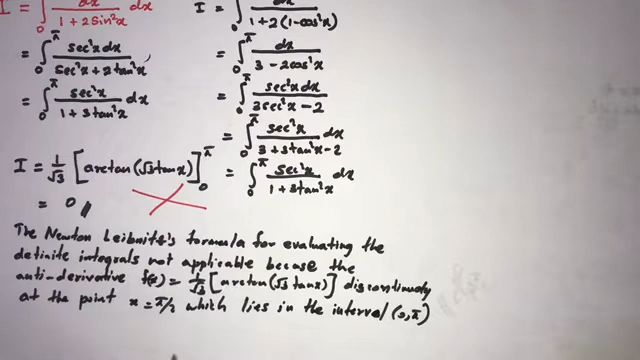 I = ∫₀^π dx / (1 + 2sin²x) dx
= ∫₀^π sec²x dx / (sec²x + 2tan²x)
= ∫₀^π sec²x / (1 + 3tan²x) dx
I = 1/√3 [arctan(√3 tanx)]₀^π
= 0
I = ∫₀^π dx / (1 + 2(1-cos²x))
= ∫₀^π dx / (3 - 2cos²x)
= ∫₀^π sec²x dx / (3sec²x - 2)
= ∫₀^π sec²x / (3 + 3tan²x - 2) dx
= ∫₀^π sec²x / (1 + 3tan²x) dx
The Newton Leibnitz's formula for evaluating the
definite integrals not applicable because the
anti-derivative f(x) = 1/√3 [arctan(√3 tanx)] discontinuity
at the point x = π/2 which lies in the interval (0, π)